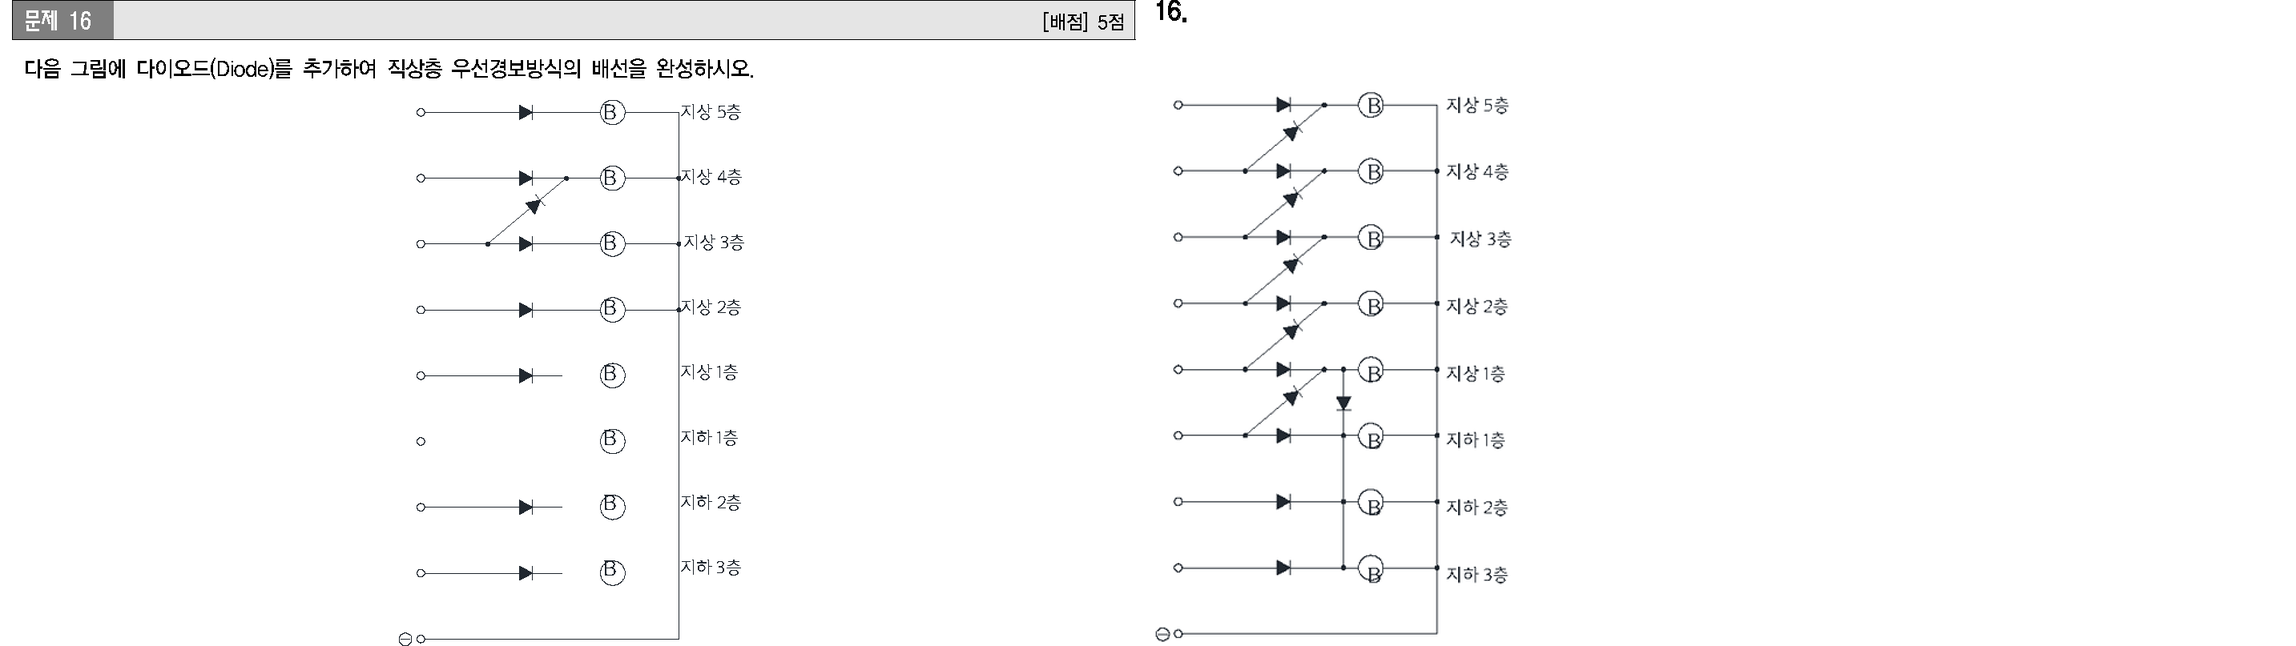 문제 16
[배점] 5점
다음 그림에 다이오드(Diode)를 추가하여 직상층 우선경보방식의 배선을 완성하시오.
B 지상 5층
B 지상 4층
B 지상 3층
B 지상 2층
B 지상 1층
B 지하 1층
B 지하 2층
B 지하 3층
⊖
16.
B 지상 5층
B 지상 4층
B 지상 3층
B 지상 2층
B 지상 1층
B 지하 1층
B 지하 2층
B 지하 3층
⊖